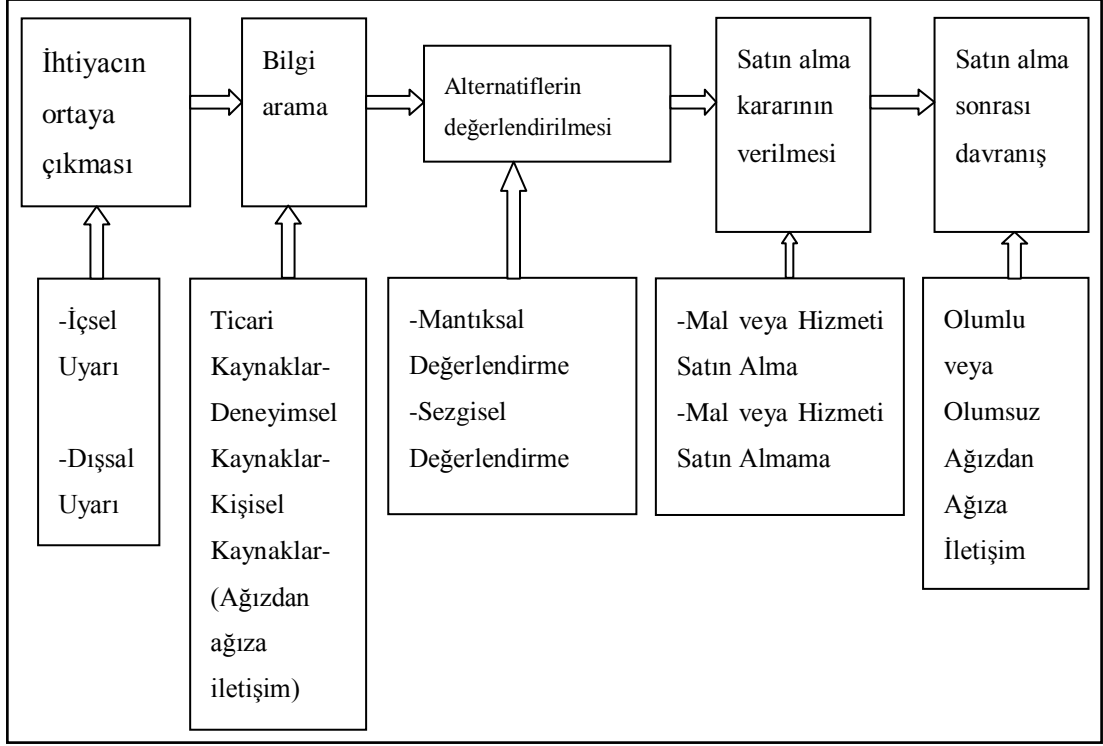 İhtiyacın
ortaya
çıkması
Bilgi
arama
Alternatiflerin
değerlendirilmesi
Satın alma
kararının
verilmesi
Satın alma
sonrası
davranış
-İçsel
Uyarı
-Dışsal
Uyarı
Ticari
Kaynaklar-
Deneyimsel
Kaynaklar-
Kişisel
Kaynaklar-
(Ağızdan
ağıza
iletişim)
-Mantıksal
Değerlendirme
-Sezgisel
Değerlendirme
-Mal veya Hizmeti
Satın Alma
-Mal veya Hizmeti
Satın Almama
Olumlu
veya
Olumsuz
Ağızdan
Ağıza
İletişim